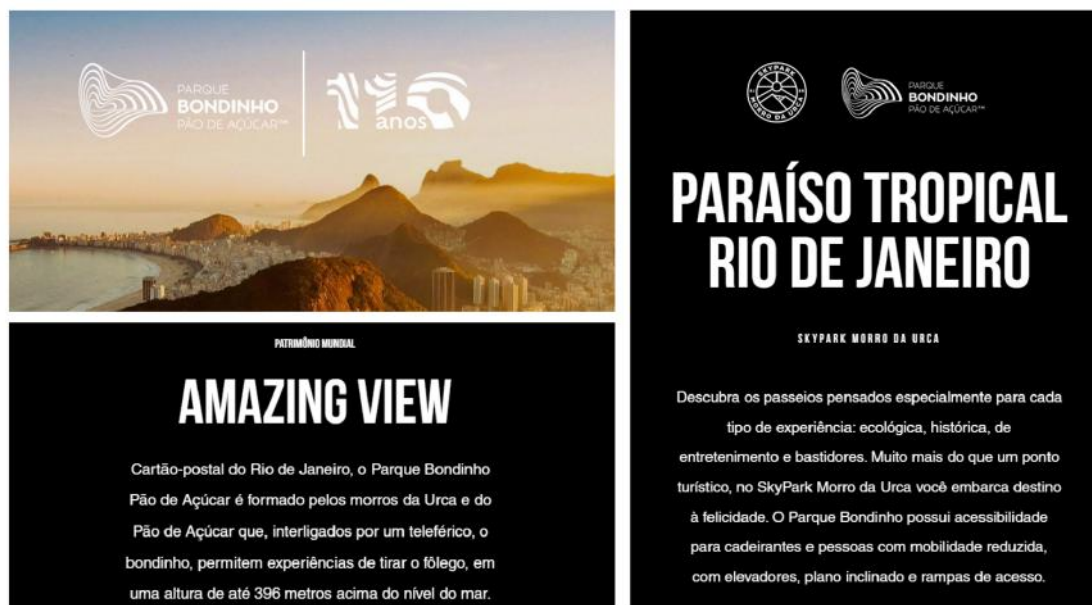 PARQUE
BONDINHO
PÃO DE AÇÚCAR™
110
anos
PATRIMÔNIO MUNDIAL
AMAZING VIEW
Cartão-postal do Rio de Janeiro, o Parque Bondinho
Pão de Açúcar é formado pelos morros da Urca e do
Pão de Açúcar que, interligados por um teleférico, o
bondinho, permitem experiências de tirar o fôlego, em
uma altura de até 396 metros acima do nível do mar.
SKYPARK
MORRO DA URCA
PARQUE
BONDINHO
PÃO DE AÇÚCAR™
PARAÍSO TROPICAL
RIO DE JANEIRO
SKYPARK MORRO DA URCA
Descubra os passeios pensados especialmente para cada
tipo de experiência: ecológica, histórica, de
entretenimento e bastidores. Muito mais do que um ponto
turístico, no SkyPark Morro da Urca você embarca destino
à felicidade. O Parque Bondinho possui acessibilidade
para cadeirantes e pessoas com mobilidade reduzida,
com elevadores, plano inclinado e rampas de acesso.